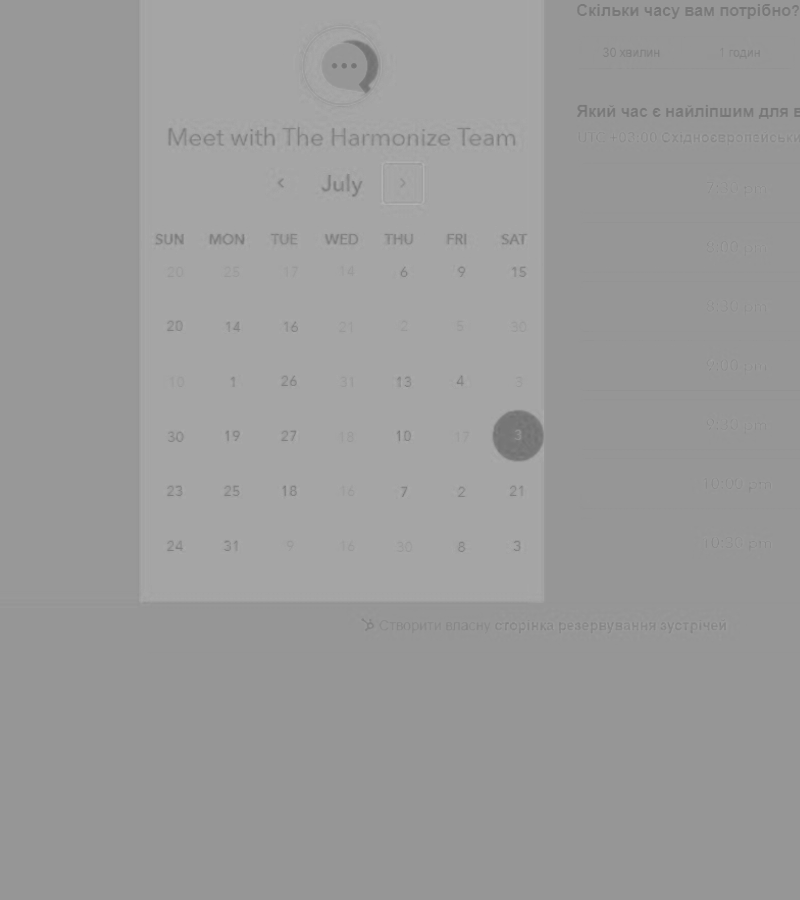 Meet with The Harmonize Team
July
SUN MON TUE WED THU FRI SAT
20 25 17 14 6 9 15
20 14 16 21 2 5 30
10 1 26 31 13 4 3
30 19 27 18 10 17 3
23 25 18 16 7 2 21
24 31 9 16 30 8 3
Скільки часу вам потрібно?
30 хвилин 1 годин
Який час є найліпшим для в
UTC +02:00 Східноєвропейськи
7:30 pm
8:00 pm
8:30 pm
9:00 pm
9:30 pm
10:00 pm
10:30 pm
Створити власну сторінка резервування зустрічей